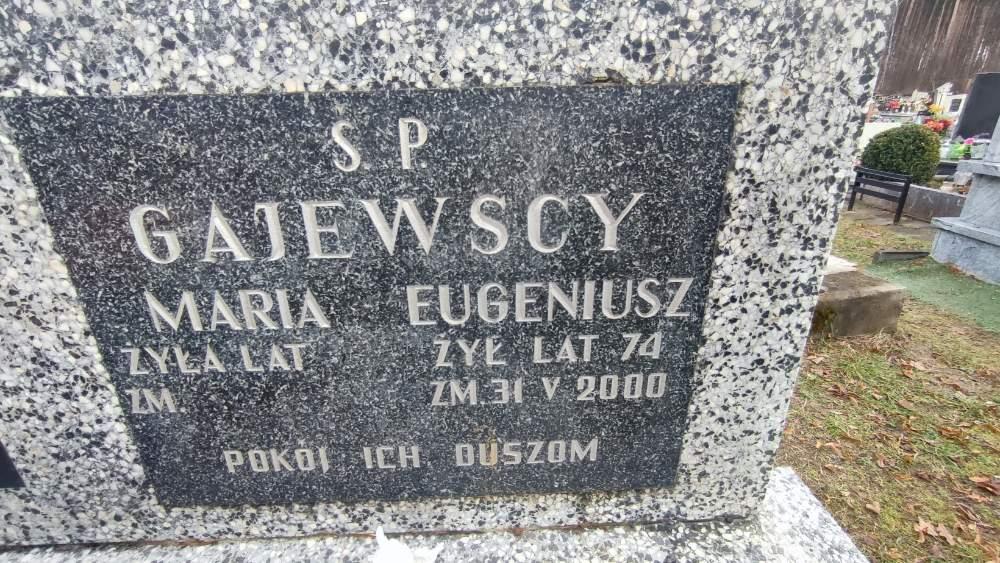 S. P.
GAJEWSCY
MARIA EUGENIUSZ
ŻYŁA LAT ŻYŁ LAT 74
ZM. ZM. 31 V 2000
POKÓJ ICH DUSZOM